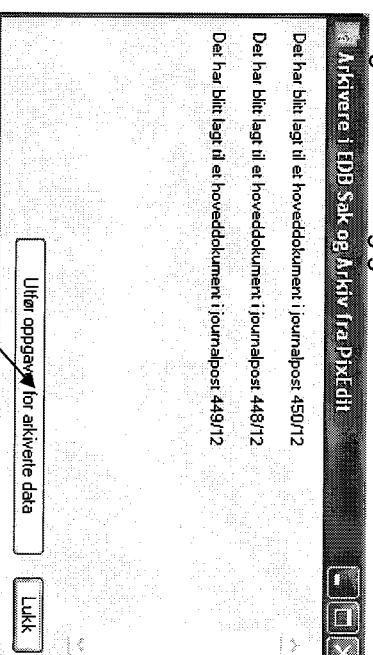 Arkivere i EDB Sak og Arkiv fra PixEdit
Det har blitt lagt til et hoveddokument i journalpost 450/12
Det har blitt lagt til et hoveddokument i journalpost 448/12
Det har blitt lagt til et hoveddokument i journalpost 449/12
Utfør oppgaver for arkiverte data
Lukk